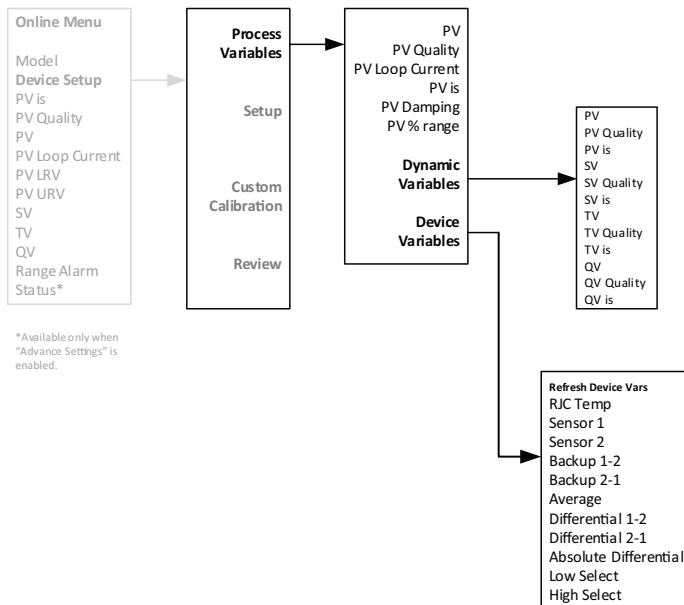 Online Menu
Model
Device Setup
PV is
PV Quality
PV
PV Loop Current
PV LRV
PV URV
SV
TV
QV
Range Alarm
Status*
*Available only when
"Advance Settings" is
enabled.
Process
Variables
Setup
Custom
Calibration
Review
PV
PV Quality
PV Loop Current
PV is
PV Damping
PV % range
Dynamic
Variables
Device
Variables
PV
PV Quality
PV is
SV
SV Quality
SV is
TV
TV Quality
TV is
QV
QV Quality
QV is
Refresh Device Vars
RJC Temp
Sensor 1
Sensor 2
Backup 1-2
Backup 2-1
Average
Differential 1-2
Differential 2-1
Absolute Differential
Low Select
High Select